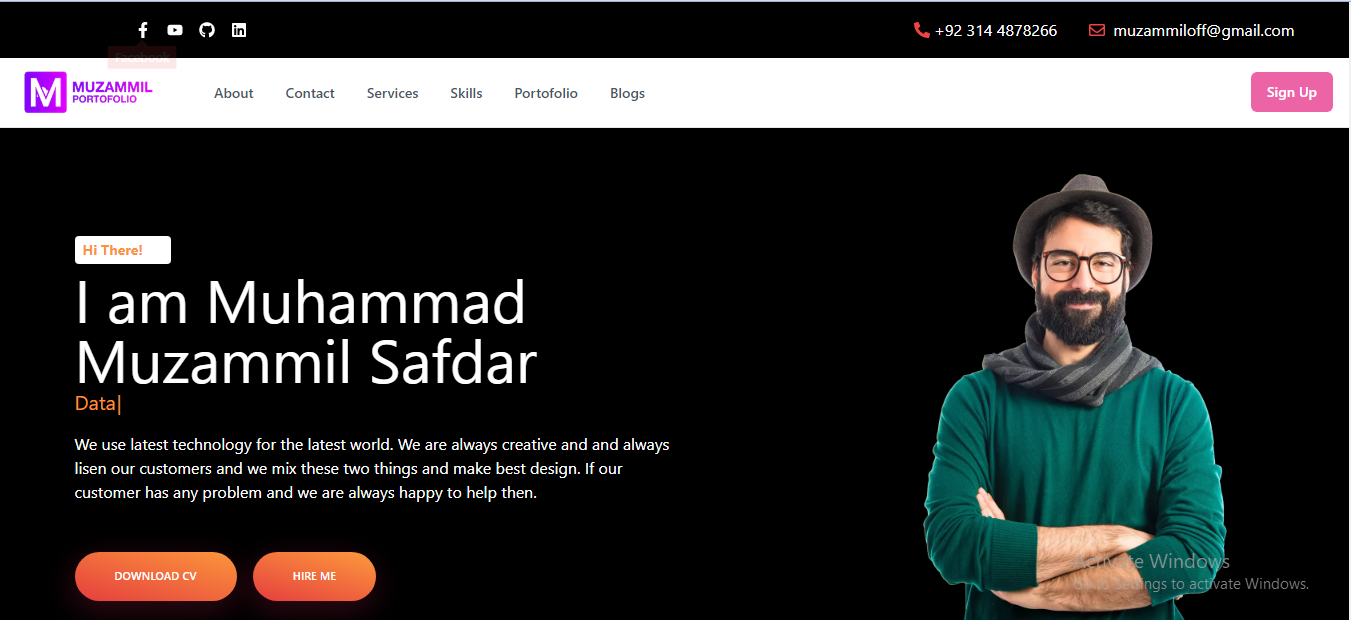 +92 314 4878266
muzammiloff@gmail.com
Facebook
MUZAMMIL
PORTOFOLIO
About
Contact
Services
Skills
Portofolio
Blogs
Sign Up
Hi There!
I am Muhammad
Muzammil Safdar
Data|
We use latest technology for the latest world. We are always creative and and always
lisen our customers and we mix these two things and make best design. If our
customer has any problem and we are always happy to help then.
DOWNLOAD CV
HIRE ME
Activate Windows
Go to Settings to activate Windows.